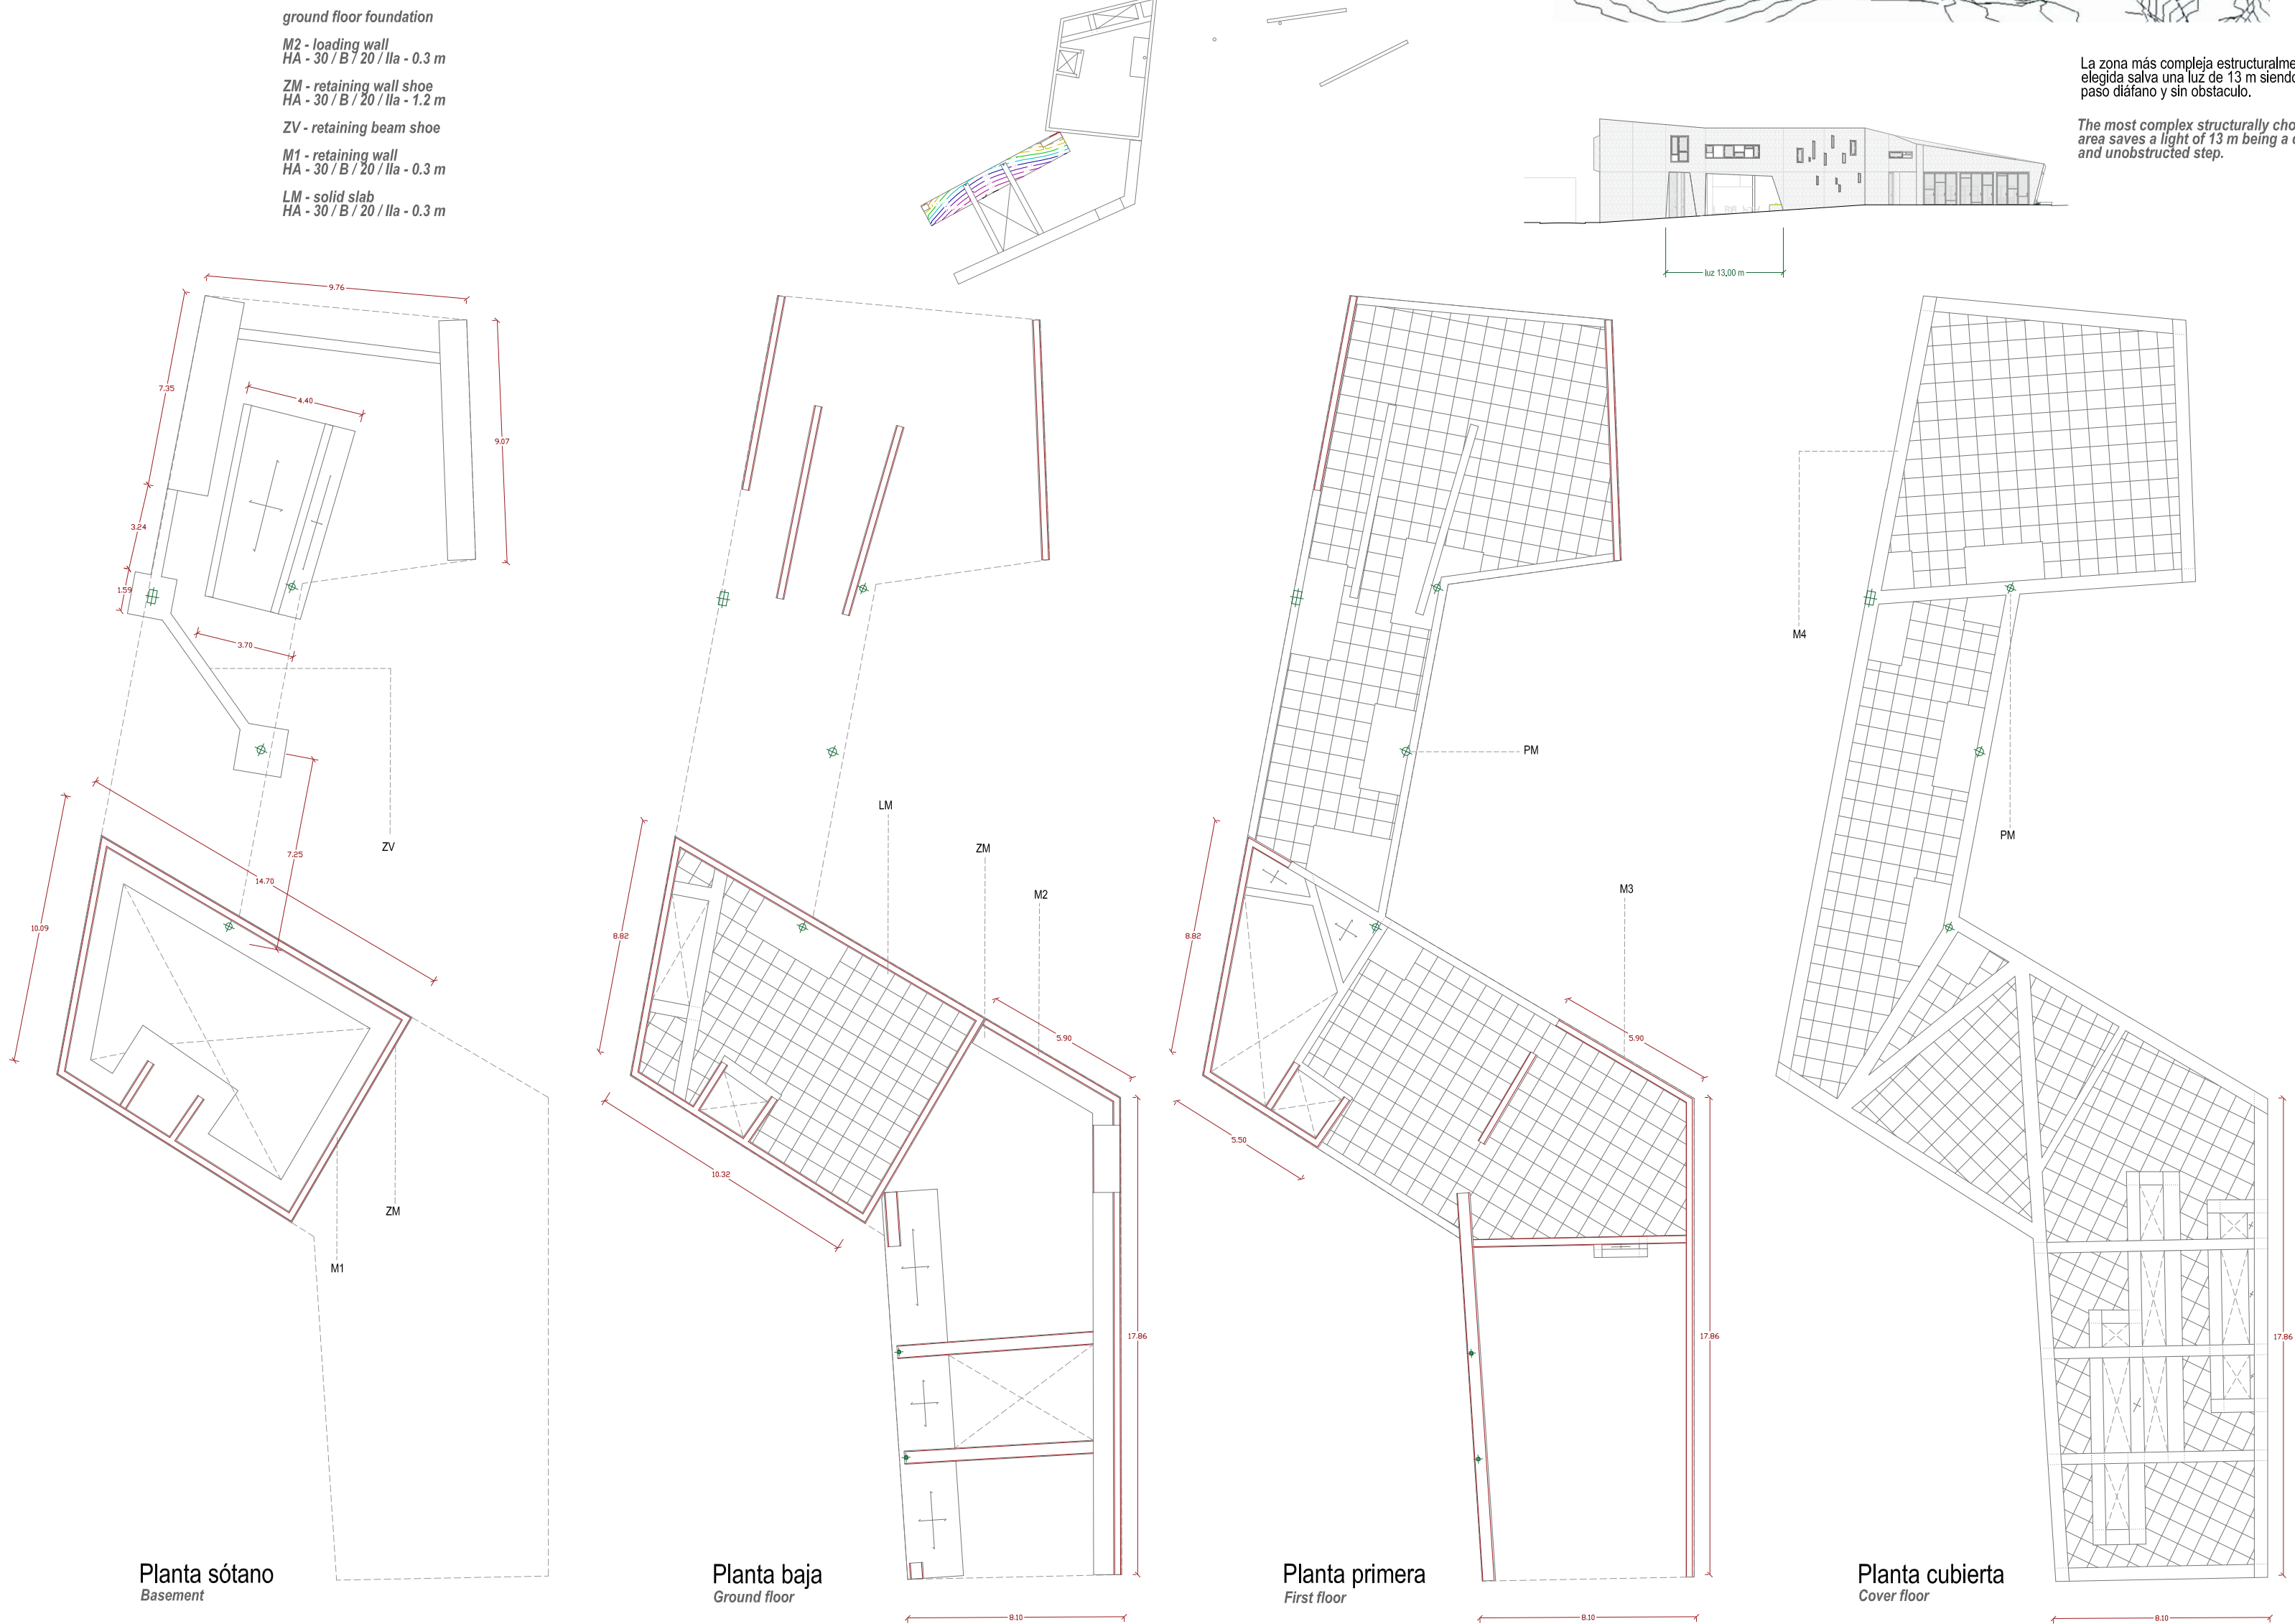 ground floor foundation
M2 - loading wall
HA - 30 / B / 20 / IIa - 0.3 m
ZM - retaining wall shoe
HA - 30 / B / 20 / IIa - 1.2 m
ZV - retaining beam shoe
M1 - retaining wall
HA - 30 / B / 20 / IIa - 0.3 m
LM - solid slab
HA - 30 / B / 20 / IIa - 0.3 m
La zona más compleja estructuralme
elegida salva una luz de 13 m siendo
paso diáfano y sin obstaculo.
The most complex structurally cho
area saves a light of 13 m being a
and unobstructed step.
luz 13,00 m
9.76
7.35
4.40
9.07
3.24
1.59
3.70
ZV
7.25
14.70
10.09
ZM
M1
Planta sótano
Basement
LM
ZM
M2
8.82
5.90
10.32
17.86
Planta baja
Ground floor
8.10
PM
M3
8.82
5.90
5.50
17.86
Planta primera
First floor
8.10
M4
PM
17.86
Planta cubierta
Cover floor
8.10